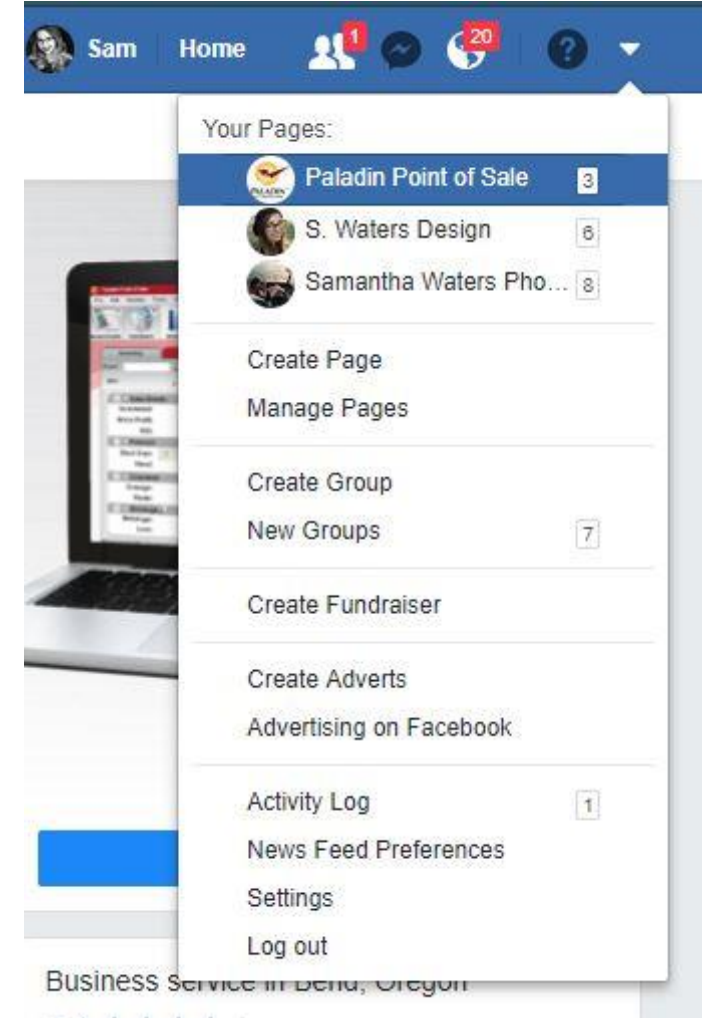 Sam Home 1 20
Your Pages:
PALADIN
Paladin Point of Sale 3
S. Waters Design 6
Samantha Waters Pho... 8
Create Page
Manage Pages
Create Group
New Groups 7
Create Fundraiser
Create Adverts
Advertising on Facebook
Activity Log 1
News Feed Preferences
Settings
Log out
Business service in Bend, Oregon